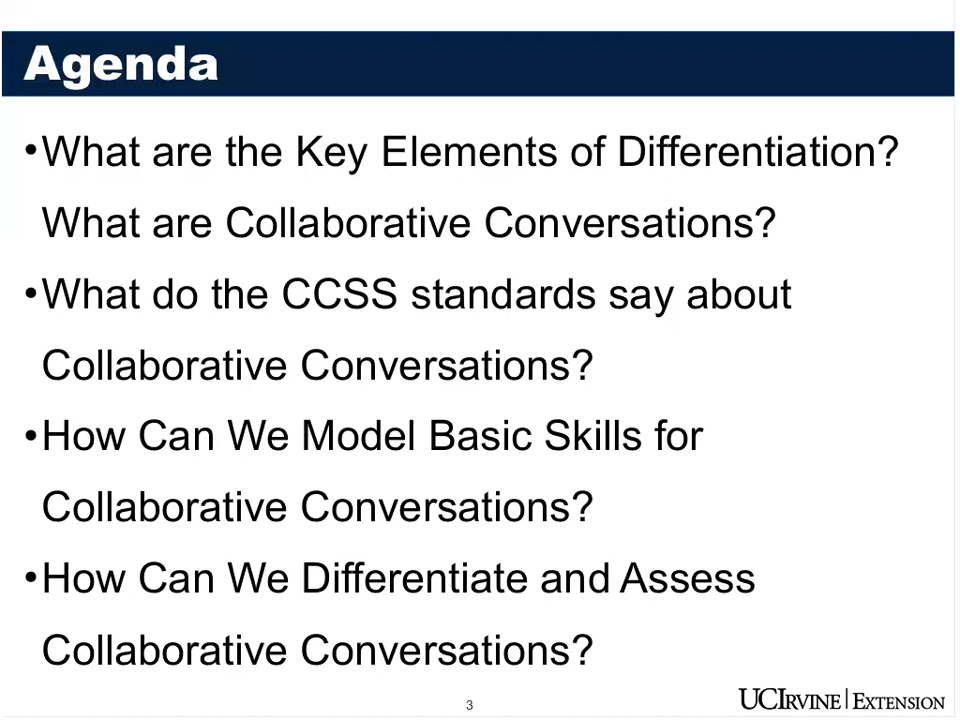 Agenda
•What are the Key Elements of Differentiation?
What are Collaborative Conversations?
•What do the CCSS standards say about
Collaborative Conversations?
•How Can We Model Basic Skills for
Collaborative Conversations?
•How Can We Differentiate and Assess
Collaborative Conversations?
3
UCIRVINE | EXTENSION